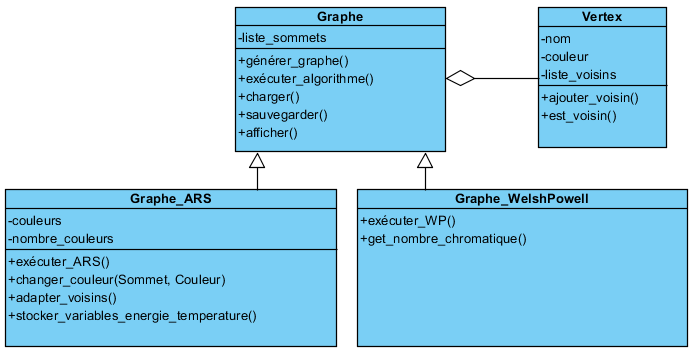 Graphe
-liste_sommets
+générer_graphe()
+exécuter_algorithme()
+charger()
+sauvegarder()
+afficher()
Vertex
-nom
-couleur
-liste_voisins
+ajouter_voisin()
+est_voisin()
Graphe_ARS
-couleurs
-nombre_couleurs
+exécuter_ARS()
+changer_couleur(Sommet, Couleur)
+adapter_voisins()
+stocker_variables_energie_temperature()
Graphe_WelshPowell
+exécuter_WP()
+get_nombre_chromatique()